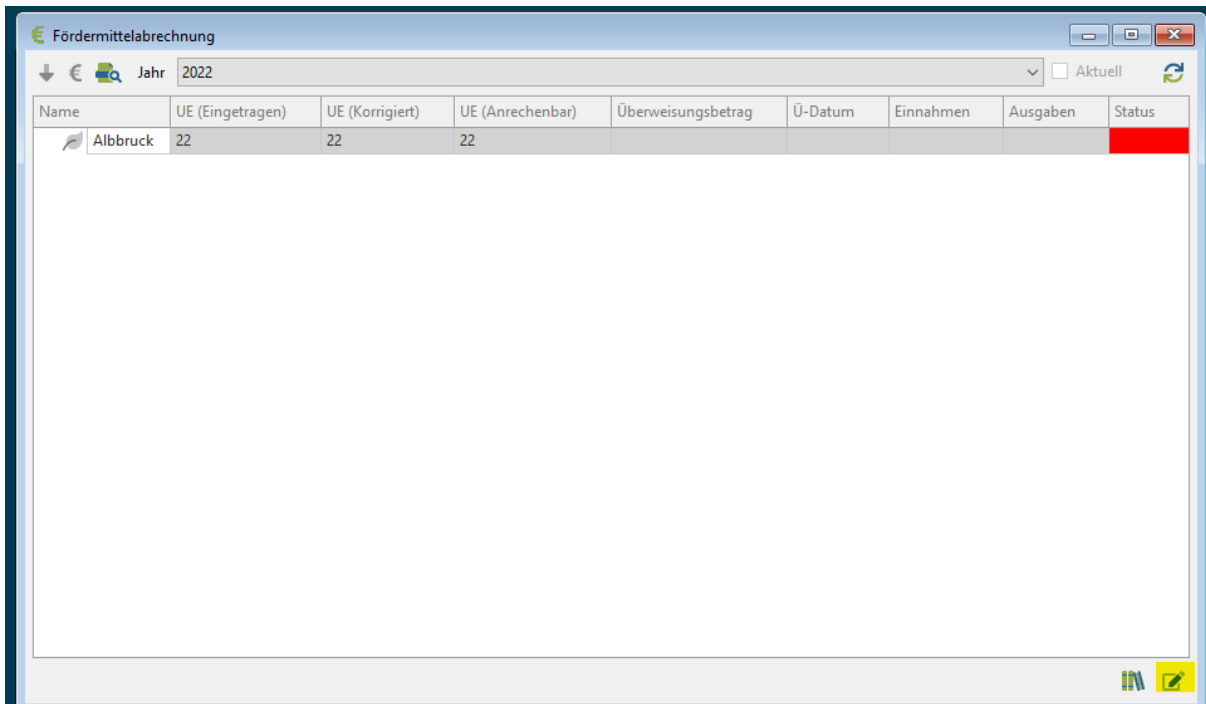 Fördermittelabrechnung
Jahr 2022 Aktuell
Name UE (Eingetragen) UE (Korrigiert) UE (Anrechenbar) Überweisungsbetrag Ü-Datum Einnahmen Ausgaben Status
Albbruck 22 22 22